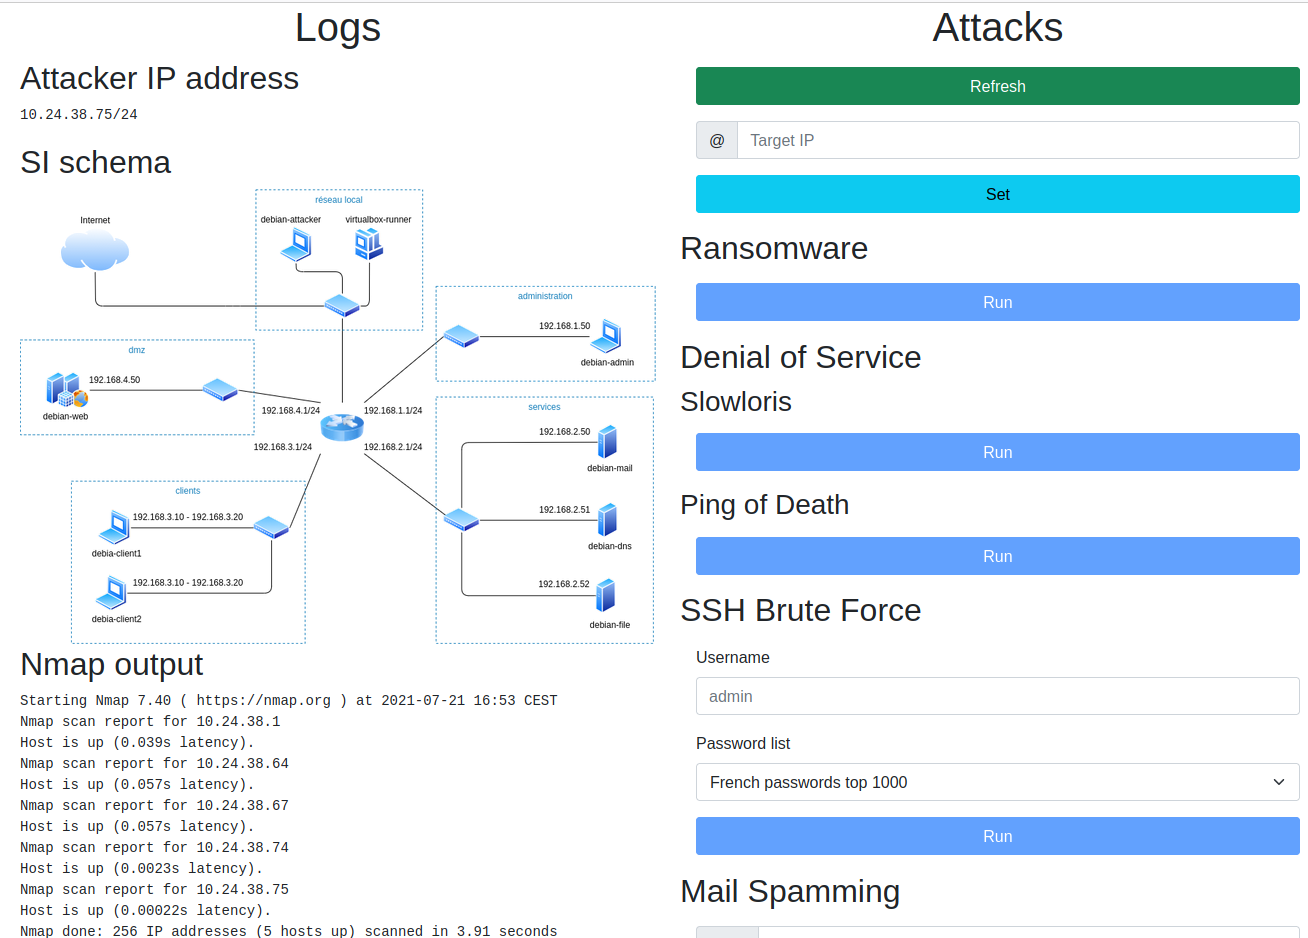 Logs
Attacker IP address
10.24.38.75/24
SI schema
réseau local
Internet
debian-attacker
virtualbox-runner
administration
192.168.1.50
debian-admin
dmz
192.168.4.50
debian-web
192.168.4.1/24
192.168.1.1/24
192.168.3.1/24
192.168.2.1/24
services
192.168.2.50
debian-mail
192.168.2.51
debian-dns
192.168.2.52
debian-file
clients
192.168.3.10 - 192.168.3.20
debia-client1
192.168.3.10 - 192.168.3.20
debia-client2
Nmap output
Starting Nmap 7.40 ( https://nmap.org ) at 2021-07-21 16:53 CEST
Nmap scan report for 10.24.38.1
Host is up (0.039s latency).
Nmap scan report for 10.24.38.64
Host is up (0.057s latency).
Nmap scan report for 10.24.38.67
Host is up (0.057s latency).
Nmap scan report for 10.24.38.74
Host is up (0.0023s latency).
Nmap scan report for 10.24.38.75
Host is up (0.00022s latency).
Nmap done: 256 IP addresses (5 hosts up) scanned in 3.91 seconds
Attacks
Refresh
@ Target IP
Set
Ransomware
Run
Denial of Service
Slowloris
Run
Ping of Death
Run
SSH Brute Force
Username
admin
Password list
French passwords top 1000
Run
Mail Spamming